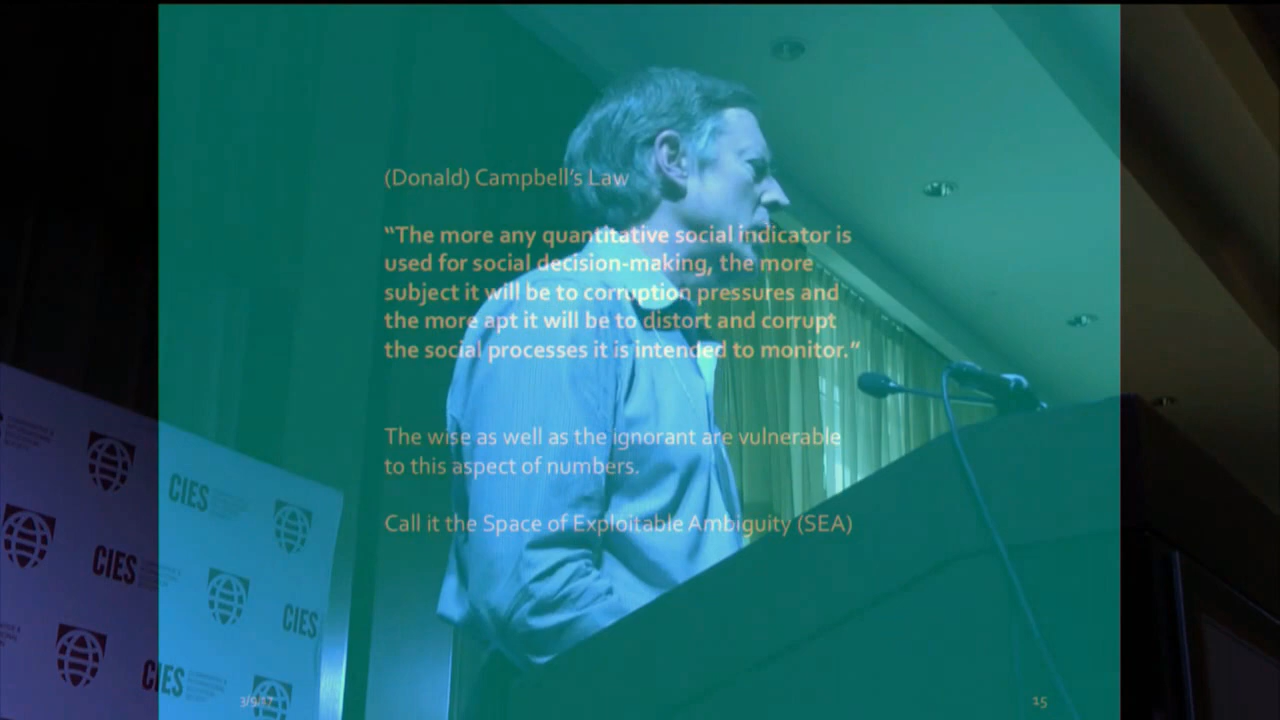 (Donald) Campbell's Law
“The more any quantitative social indicator is
used for social decision-making, the more
subject it will be to corruption pressures and
the more apt it will be to distort and corrupt
the social processes it is intended to monitor.”
The wise as well as the ignorant are vulnerable
to this aspect of numbers.
Call it the Space of Exploitable Ambiguity (SEA)
CIES
CIES
CIES
CIES
3/9/17
15